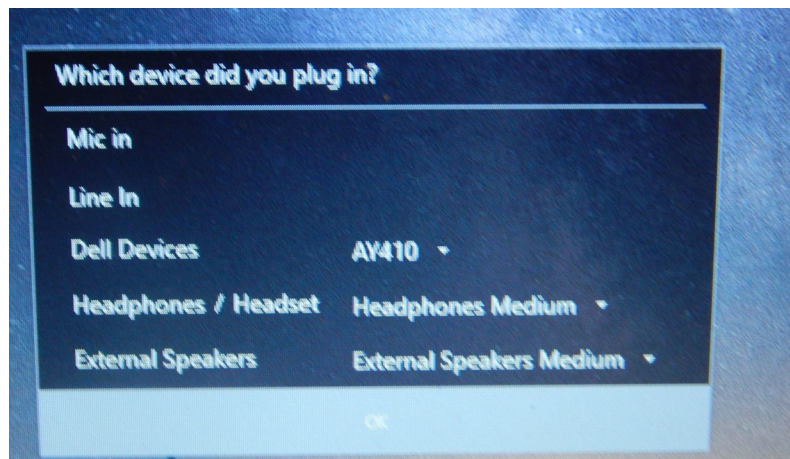 Which device did you plug in?
Mic in
Line In
Dell Devices AY410
Headphones / Headset Headphones Medium
External Speakers External Speakers Medium
OK